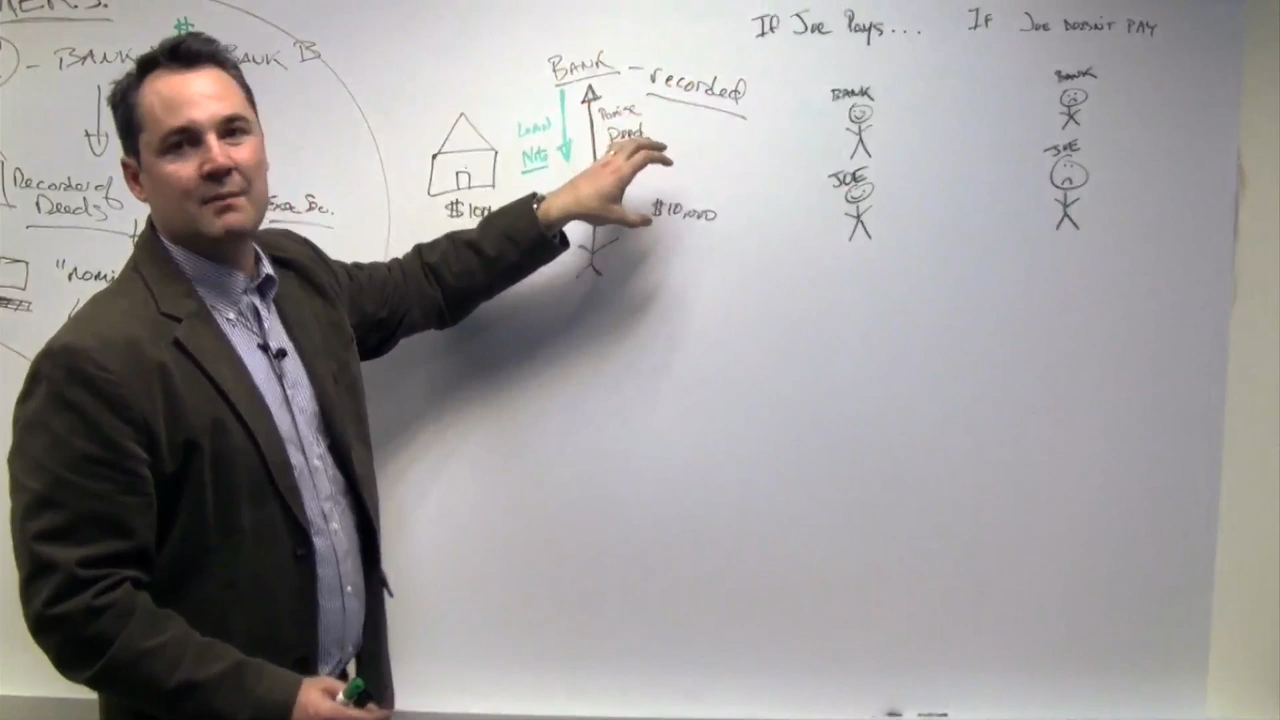 M.E.R.S.
$
- BANK
BANK B
Recorder of
Deeds
"nomi
BANK - recorded
LOAN
Note
Promise
Deed
$100
$10,000
If Joe Pays...
BANK
JOE
If JOE DOESN'T PAY
BANK
JOE